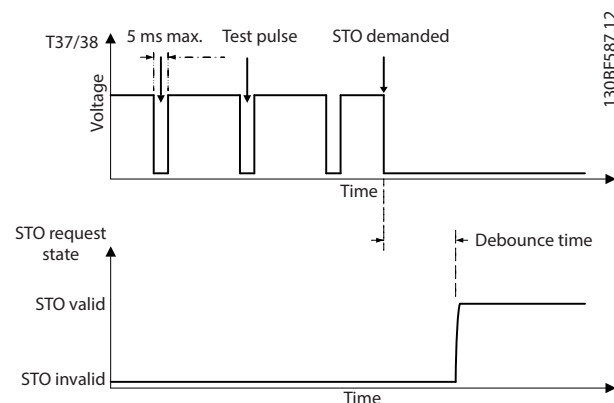 T37/38
5 ms max.
Test pulse
STO demanded
130BF587.12
Voltage
Time
STO request
state
Debounce time
STO valid
STO invalid
Time